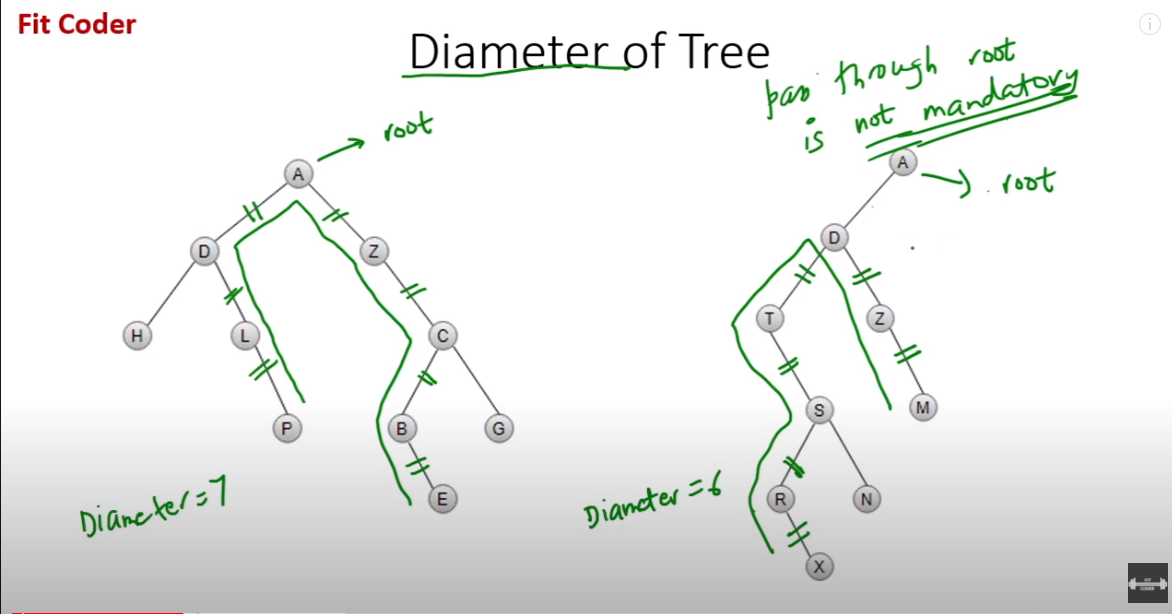 Fit Coder
Diameter of Tree
pass through root
is not mandatory
root
A
A
root
D
Z
D
H
L
C
T
Z
P
B
G
S
M
Diameter=7
E
Diameter=6
R
N
X